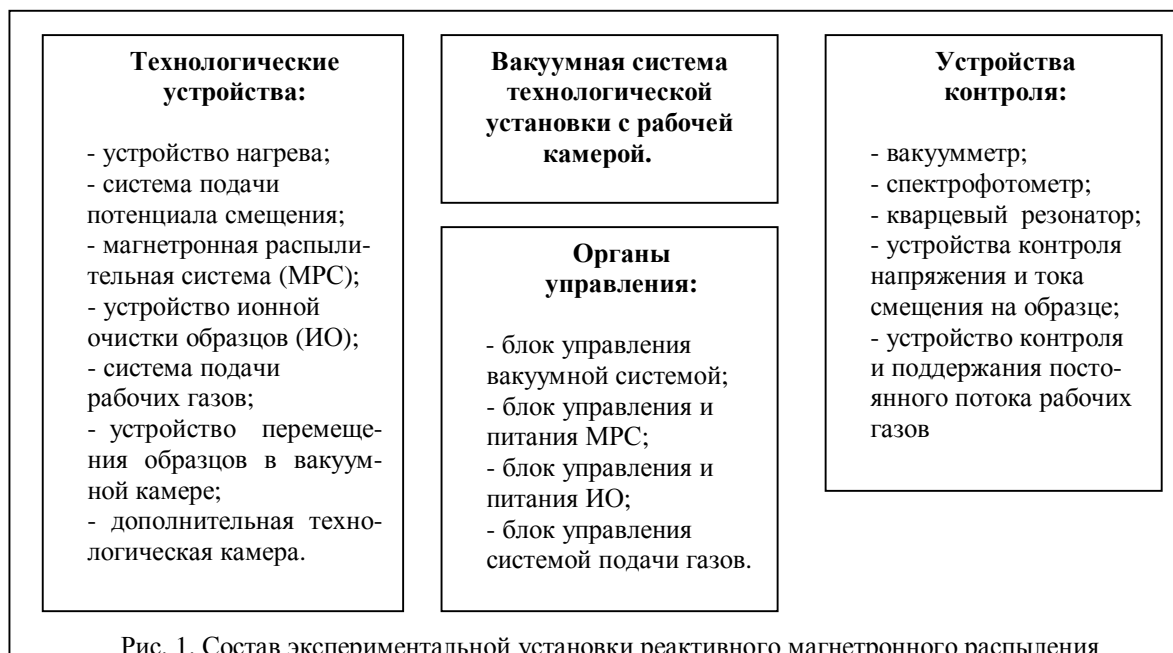 Технологические
устройства:
- устройство нагрева;
- система подачи
потенциала смещения;
- магнетронная распыли-
тельная система (МРС);
- устройство ионной
очистки образцов (ИО);
- система подачи
рабочих газов;
- устройство перемеще-
ния образцов в вакуум-
ной камере;
- дополнительная техно-
логическая камера.
Вакуумная система
технологической
установки с рабочей
камерой.
Органы
управления:
- блок управления
вакуумной системой;
- блок управления и
питания МРС;
- блок управления и
питания ИО;
- блок управления
системой подачи газов.
Устройства
контроля:
- вакуумметр;
- спектрофотометр;
- кварцевый резонатор;
- устройства контроля
напряжения и тока
смещения на образце;
- устройство контроля
и поддержания посто-
янного потока рабочих
газов
Рис. 1. Состав экспериментальной установки реактивного магнетронного распыления